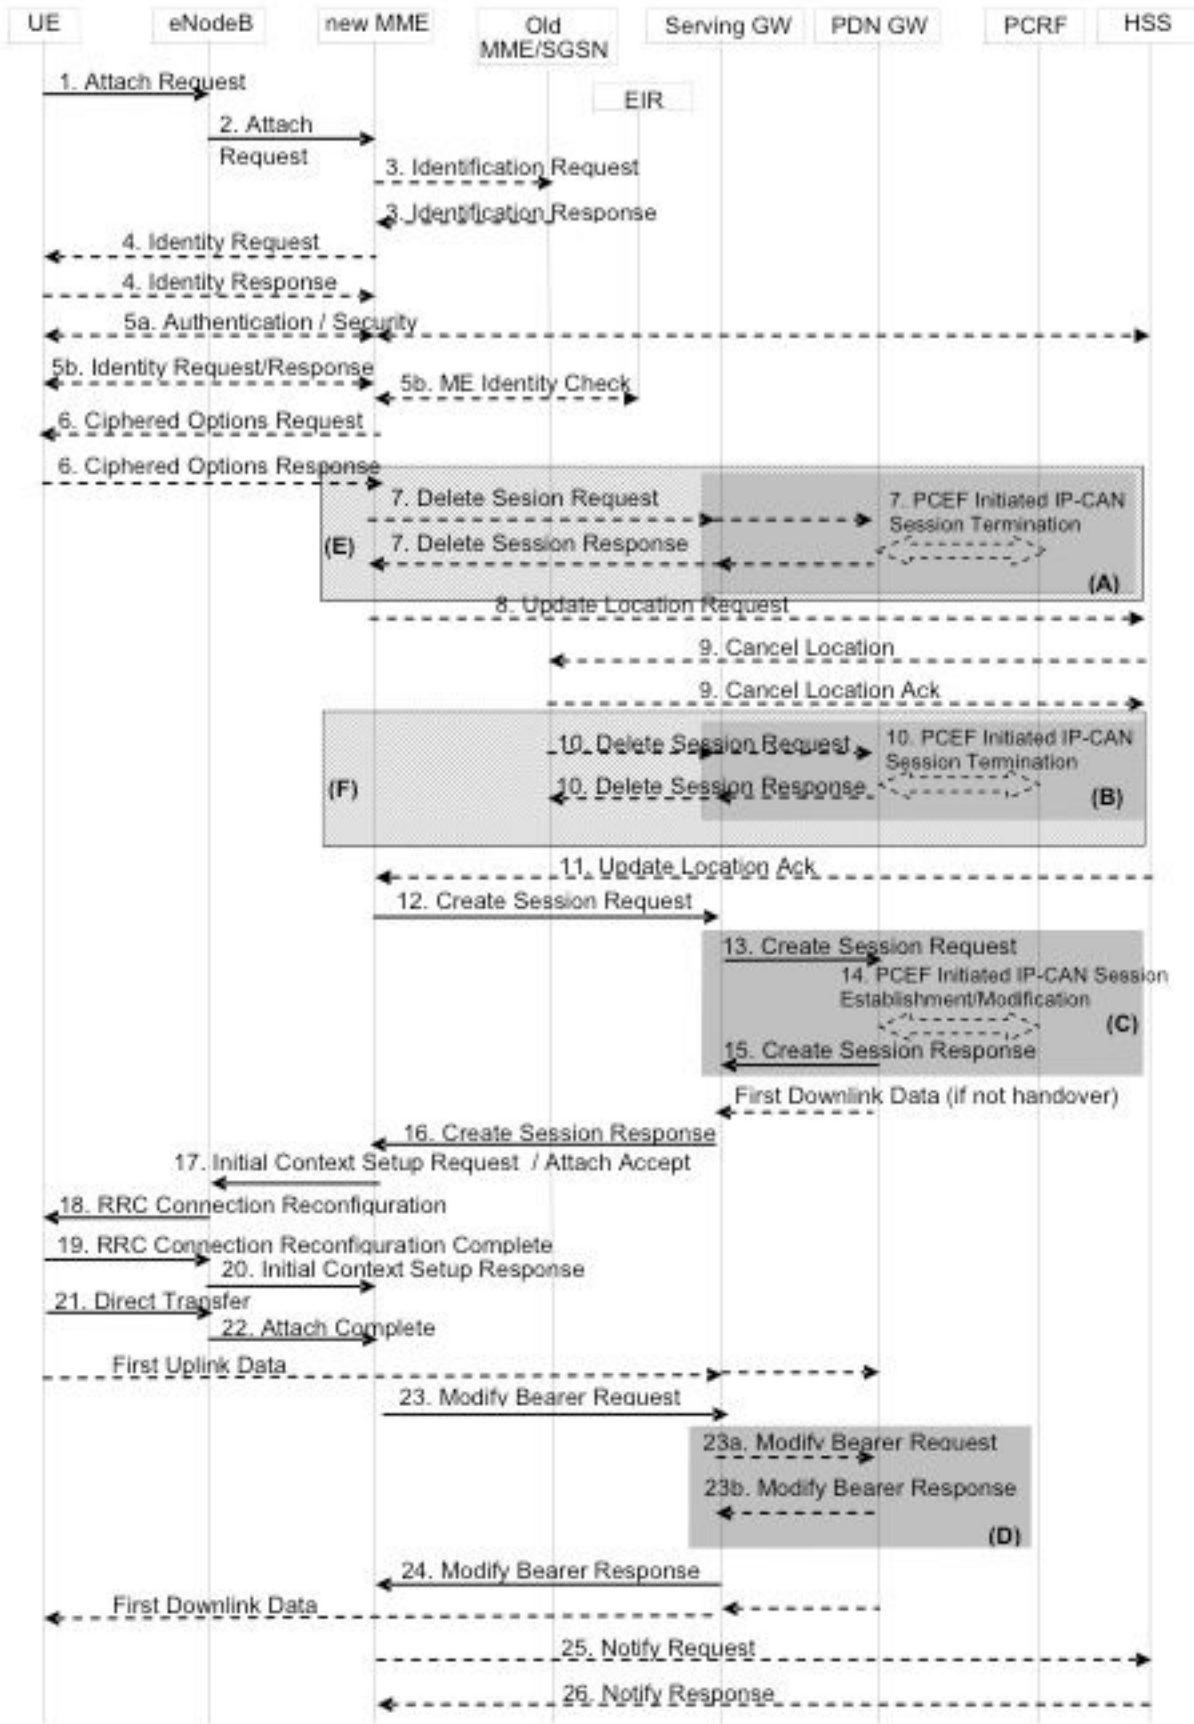 UE
eNodeB
new MME
Old
MME/SGSN
Serving GW
PDN GW
PCRF
HSS
EIR
1. Attach Request
2. Attach
Request
3. Identification Request
3. Identification Response
4. Identity Request
4. Identity Response
5a. Authentication / Security
5b. Identity Request/Response
5b. ME Identity Check
6. Ciphered Options Request
6. Ciphered Options Response
7. Delete Sesion Request
7. PCEF Initiated IP-CAN
Session Termination
(E)
7. Delete Session Response
(A)
8. Update Location Request
9. Cancel Location
9. Cancel Location Ack
10. Delete Session Request
10. PCEF Initiated IP-CAN
Session Termination
(F)
10. Delete Session Response
(B)
11. Update Location Ack
12. Create Session Request
13. Create Session Request
14. PCEF Initiated IP-CAN Session
Establishment/Modification
(C)
15. Create Session Response
First Downlink Data (if not handover)
16. Create Session Response
17. Initial Context Setup Request / Attach Accept
18. RRC Connection Reconfiguration
19. RRC Connection Reconfiguration Complete
20. Initial Context Setup Response
21. Direct Transfer
22. Attach Complete
First Uplink Data
23. Modify Bearer Request
23a. Modify Bearer Request
23b. Modify Bearer Response
(D)
24. Modify Bearer Response
First Downlink Data
25. Notify Request
26. Notify Response